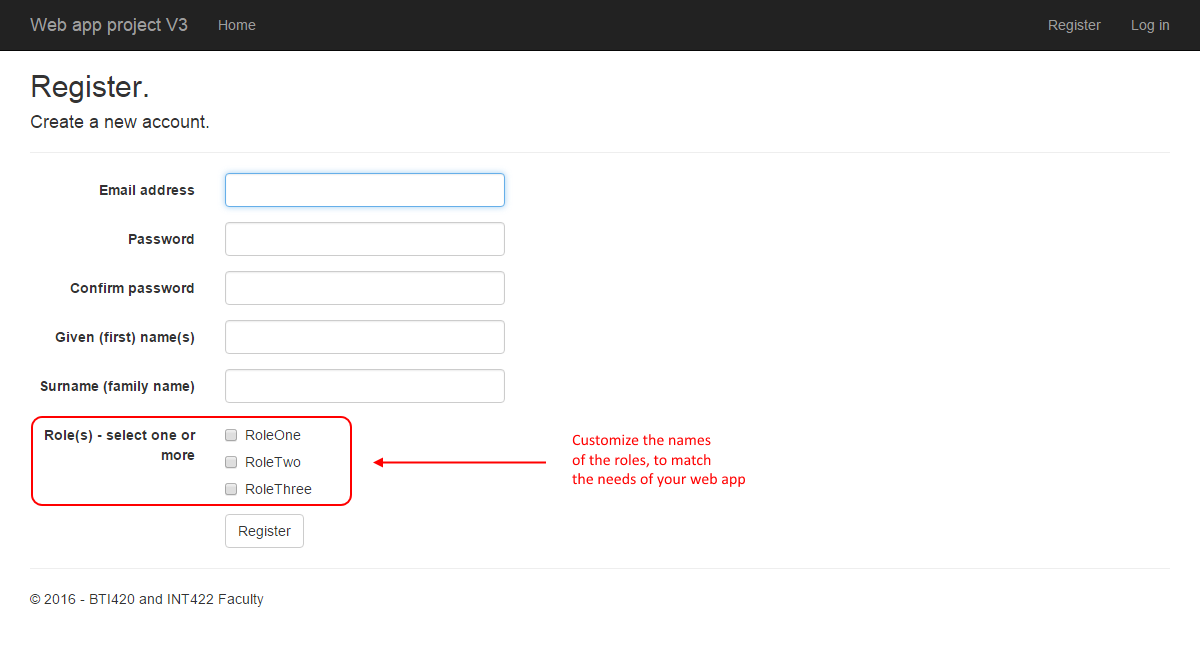 Web app project V3 Home Register Log in
Register.
Create a new account.
Email address
Password
Confirm password
Given (first) name(s)
Surname (family name)
Role(s) - select one or
more
RoleOne
RoleTwo
RoleThree
Customize the names
of the roles, to match
the needs of your web app
Register
© 2016 - BTI420 and INT422 Faculty